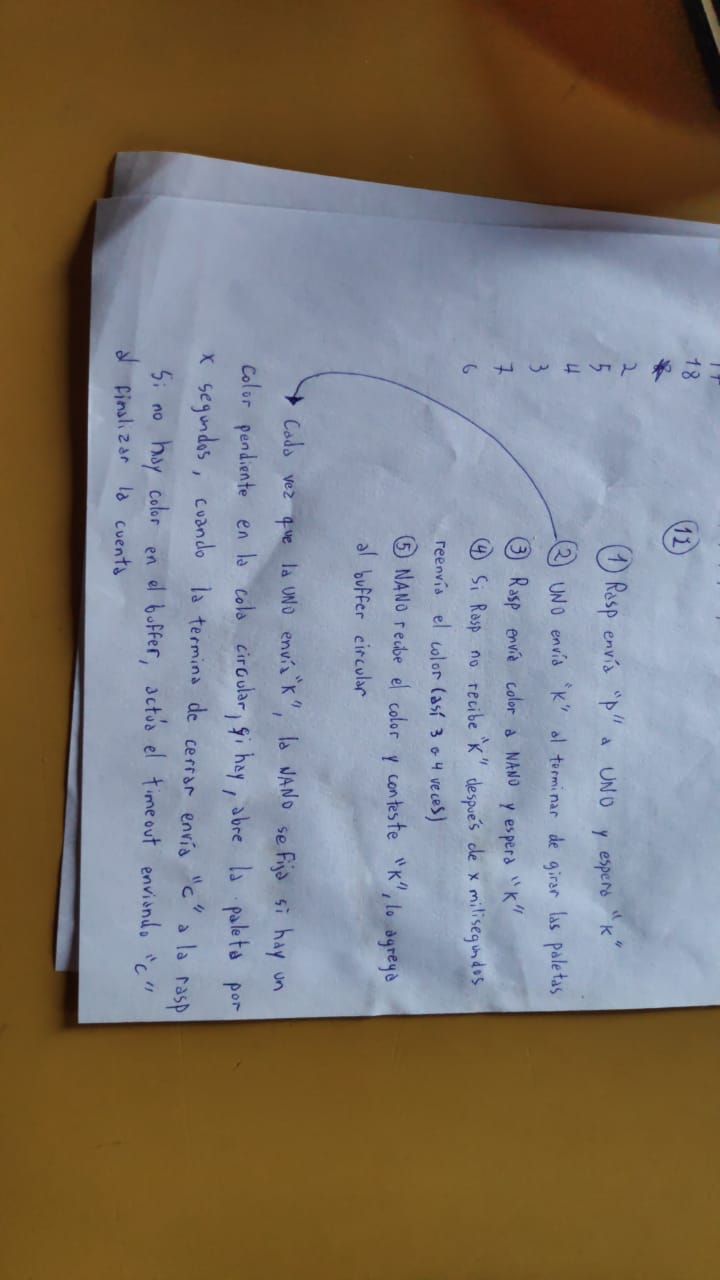 18
2
5
4
3
7
6
11
1 Rasp envía "P" a UNO y espera "K"
2 UNO envía "K" al terminar de girar las paletas
3 Rasp envía color a NANO y espera "K"
4 Si Rasp no recibe "K" después de x milisegundos
reenvía el color (así 3 o 4 veces)
5 NANO recibe el color y contesta "K", lo agrega
al buffer circular
Cada vez que la UNO envía "K", la NANO se fija si hay un
color pendiente en la cola circular, si hay, abre la paleta por
x segundos, cuando la termina de cerrar envía "C" a la rasp
Si no hay color en el buffer, actúa el timeout enviando "C"
al finalizar la cuenta